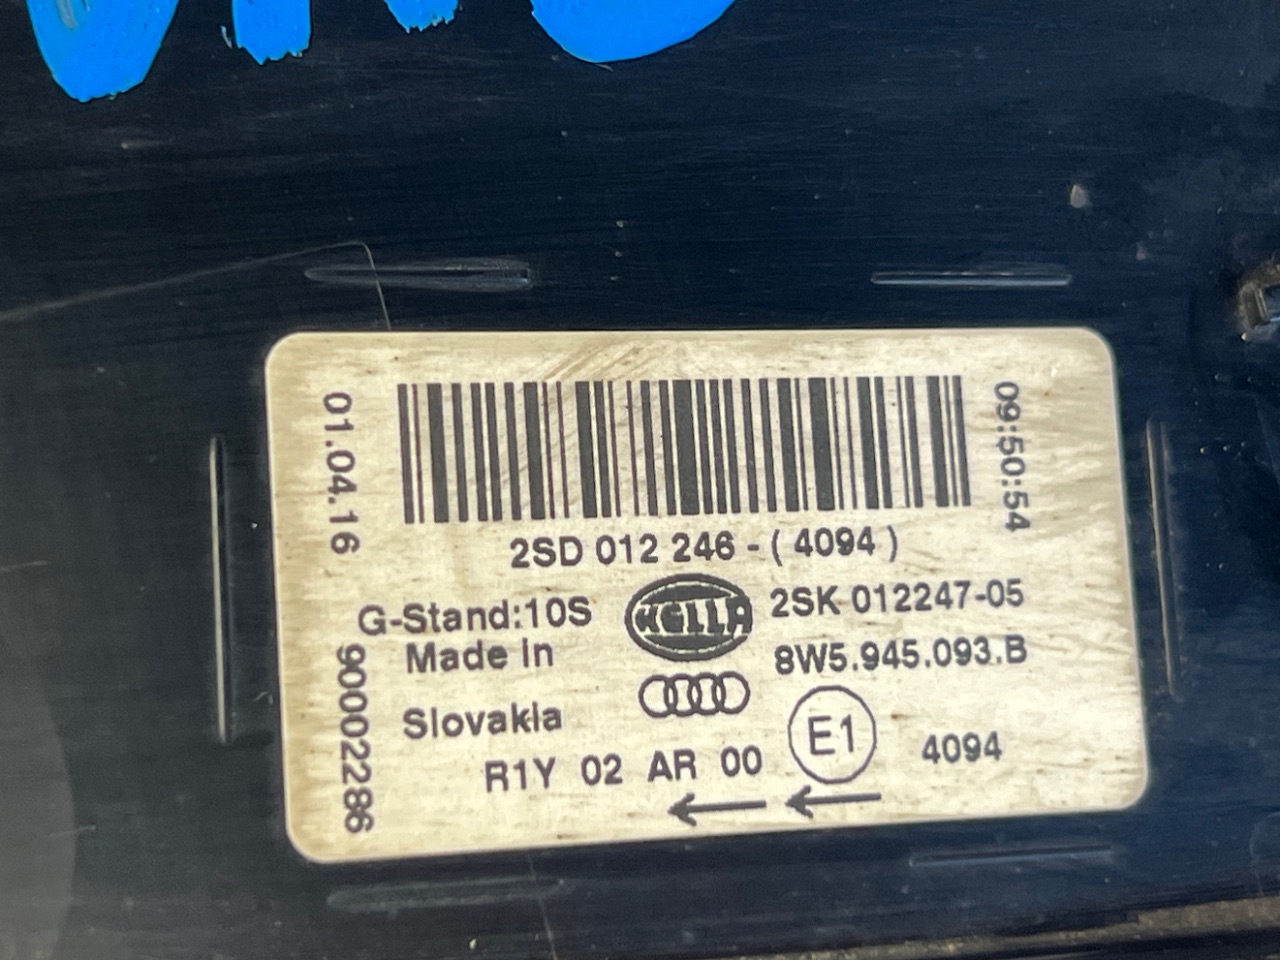 01.04.16
09:50:54
2SD 012 246 - ( 4094 )
G-Stand:10S
HELLA
2SK 012247-05
Made in
8W5.945.093.B
Slovakia
90002286
R1Y 02 AR 00
E1
4094